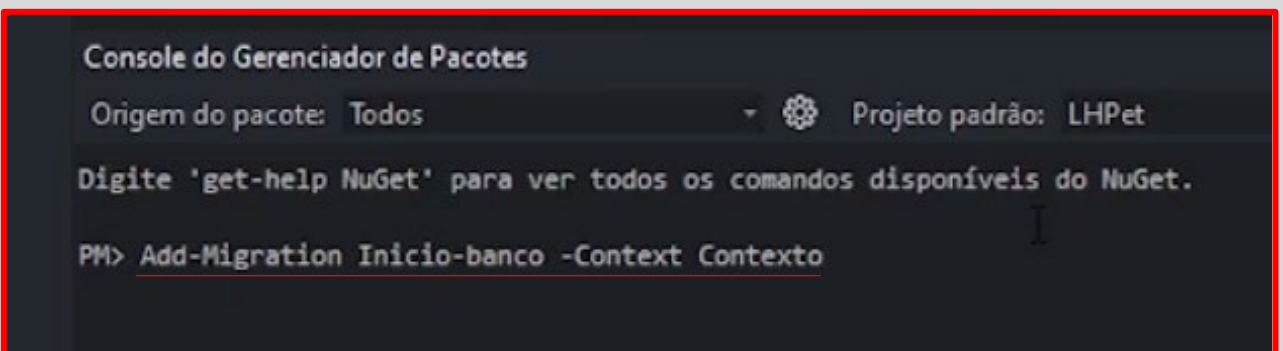 Console do Gerenciador de Pacotes
Origem do pacote: Todos Projeto padrão: LHPet
Digite 'get-help NuGet' para ver todos os comandos disponíveis do NuGet.
PM> Add-Migration Inicio-banco -Context Contexto